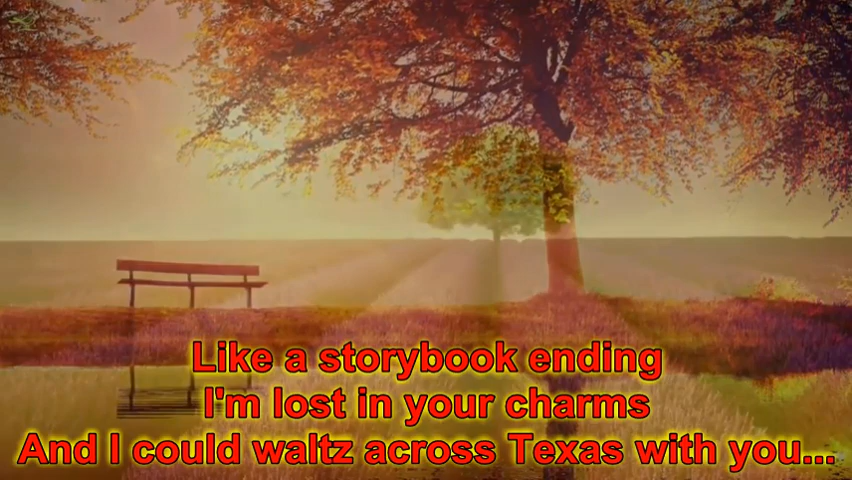 Like a storybook ending
I'm lost in your charms
And I could waltz across Texas with you...